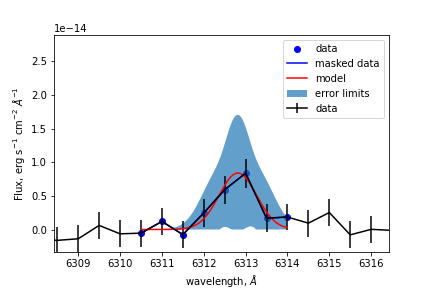 1e−14
data
masked data
model
error limits
data
Flux, erg s⁻¹ cm⁻² Å⁻¹
2.5
2.0
1.5
1.0
0.5
0.0
6309 6310 6311 6312 6313 6314 6315 6316
wavelength, Å